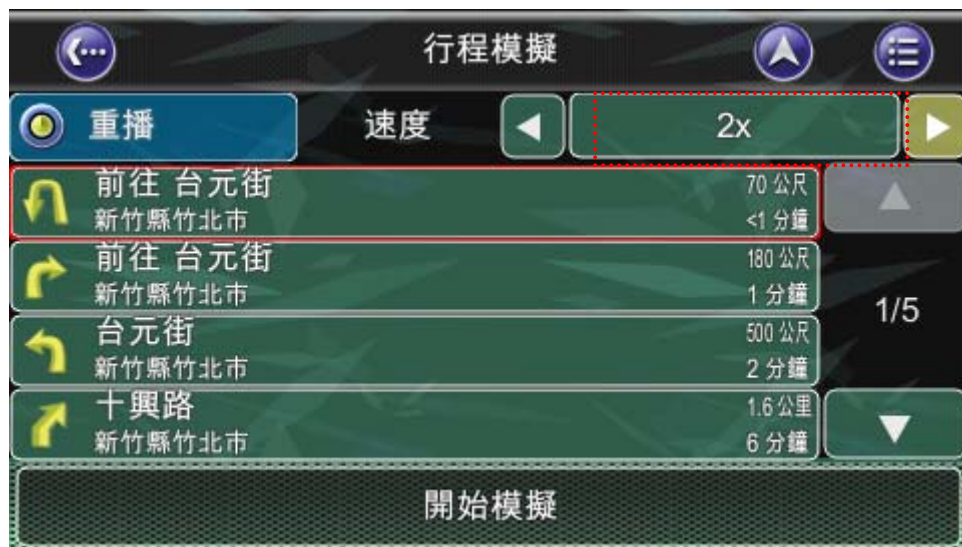 行程模擬
重播
速度
2x
前往 台元街
70 公尺
新竹縣竹北市
<1 分鐘
前往 台元街
180 公尺
新竹縣竹北市
1 分鐘
台元街
500 公尺
新竹縣竹北市
2 分鐘
十興路
1.6 公里
新竹縣竹北市
6 分鐘
1/5
開始模擬